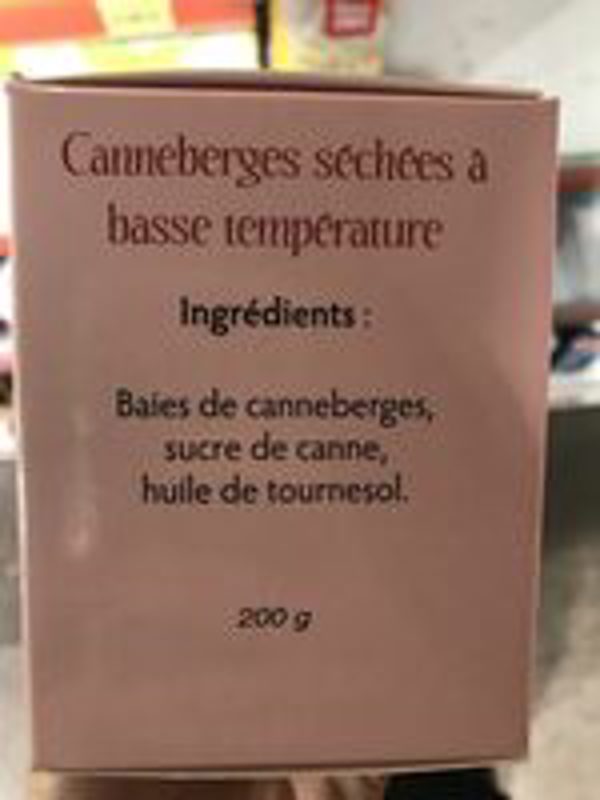 Canneberges séchées à
basse température
Ingrédients :
Baies de canneberges,
sucre de canne,
huile de tournesol.
200 g